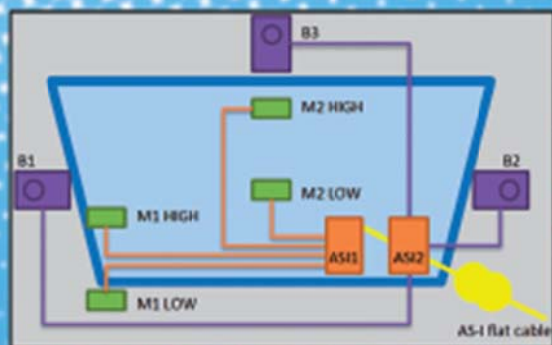 B3
M2 HIGH
B1
B2
M2 LOW
M1 HIGH
ASI1
ASI2
M1 LOW
AS-I flat cable